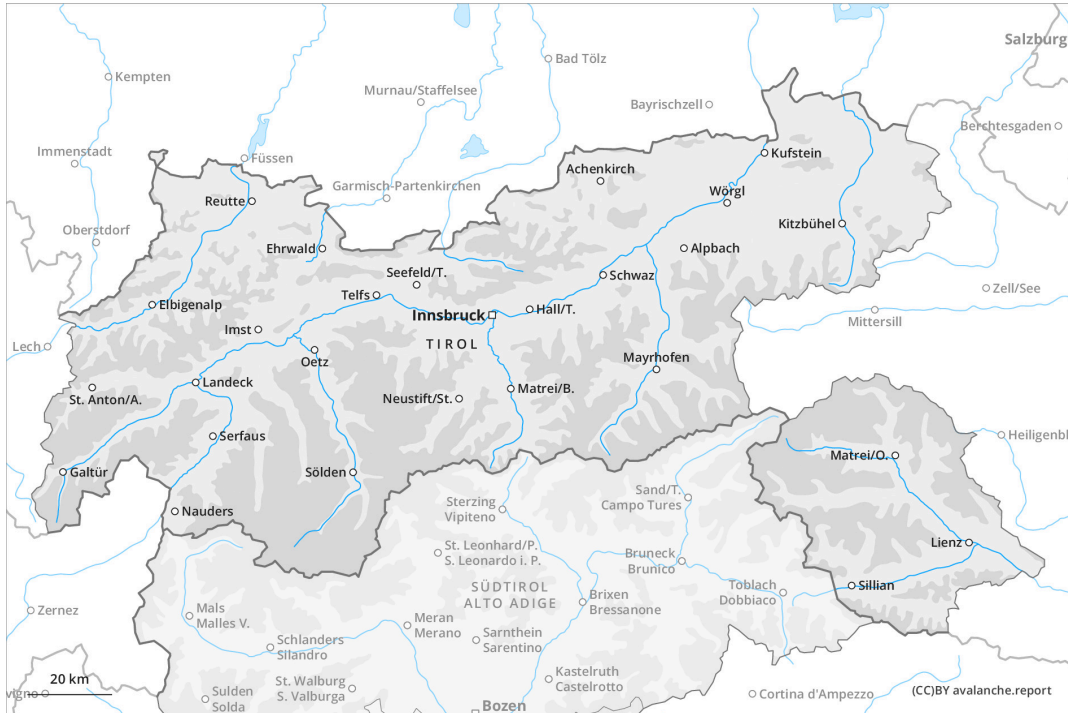 Salzburg
Bad Tölz
Kempten
Murnau/Staffelsee
Bayrischzell
Berchtesgaden
Immenstadt
Füssen
Kufstein
Achenkirch
Garmisch-Partenkirchen
Wörgl
Reutte
Kitzbühel
Oberstdorf
Ehrwald
Alpbach
Seefeld/T.
Schwaz
Telfs
Zell/See
Elbigenalp
Innsbruck
Hall/T.
Mittersill
Imst
TIROL
Lech
Oetz
Mayrhofen
Landeck
Matrei/B.
St. Anton/A.
Neustift/St.
Serfaus
Heiligenbl
Matrei/O.
Galtür
Sölden
Sand/T.
Campo Tures
Sterzing
Vipiteno
Nauders
Lienz
St. Leonhard/P.
S. Leonardo i. P.
Bruneck
Brunico
SÜDTIROL
ALTO ADIGE
Toblach
Dobbiaco
Sillian
Brixen
Bressanone
Zernez
Mals
Malles V.
Meran
Merano
Schlanders
Silandro
Sarnthein
Sarentino
20 km
St. Walburg
S. Valburga
Kastelruth
Castelrotto
vigno
Sulden
Solda
Cortina d'Ampezzo
(CC)BY avalanche.report
Bozen